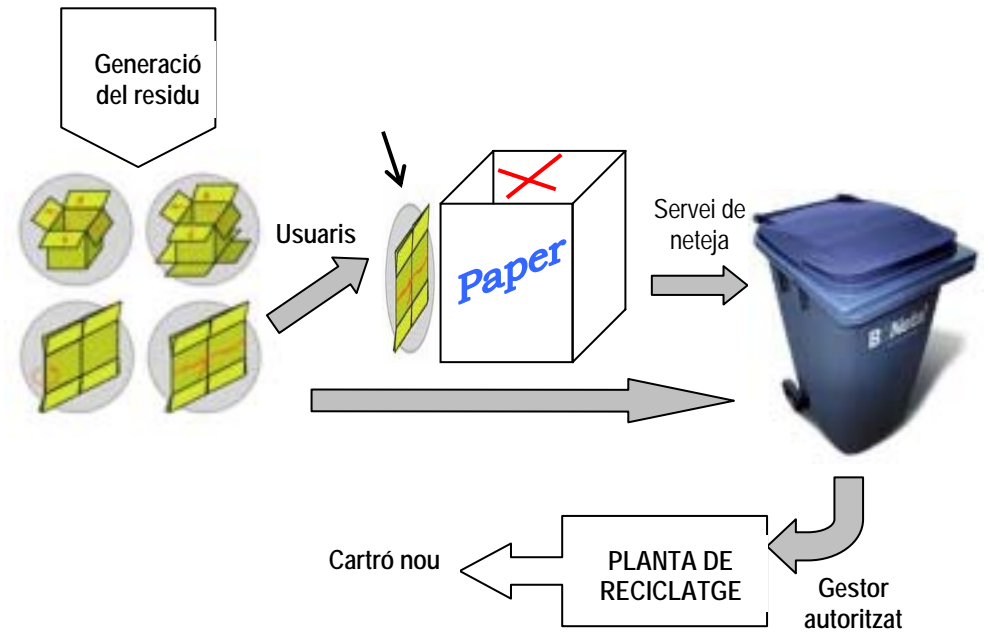 Generació
del residu
Usuaris
Paper
Servei de
neteja
Cartró nou
PLANTA DE
RECICLATGE
Gestor
autoritzat